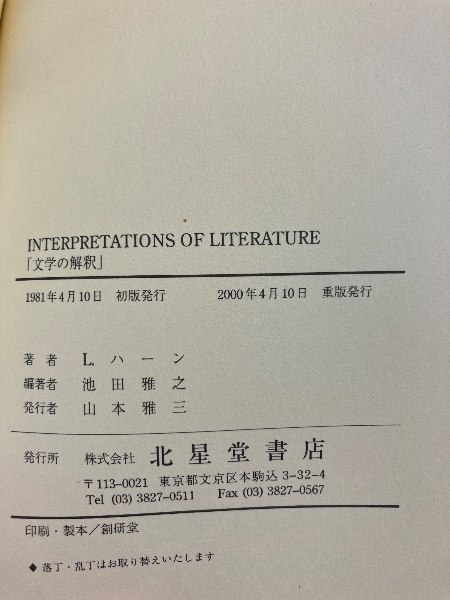 INTERPRETATIONS OF LITERATURE
「文学の解釈」
1981年4月10日 初版発行 2000年4月10日 重版発行
著者 L. ハーン
編著者 池田雅之
発行者 山本雅三
発行所 株式会社 北星堂書店
〒113-0021 東京都文京区本駒込 3-32-4
Tel (03) 3827-0511 Fax (03) 3827-0567
印刷・製本/創研堂
◆ 落丁・乱丁はお取り替えいたします